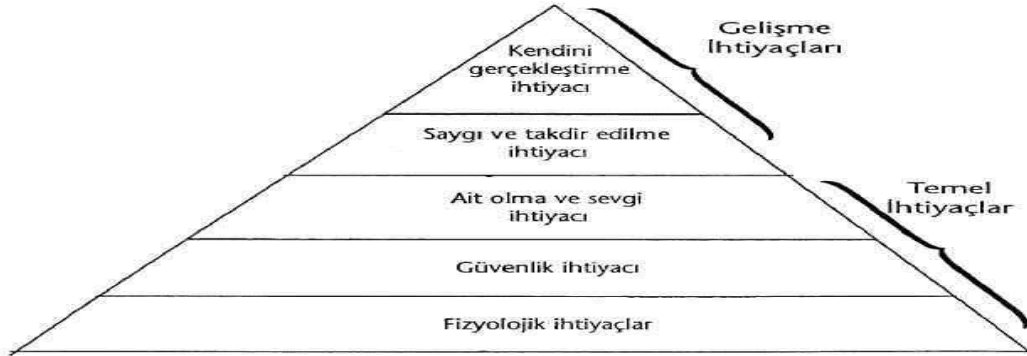 Gelişme
İhtiyaçları
Kendini
gerçekleştirme
ihtiyacı
Saygı ve takdir edilme
ihtiyacı
Temel
İhtiyaçlar
Ait olma ve sevgi
ihtiyacı
Güvenlik ihtiyacı
Fizyolojik ihtiyaçlar